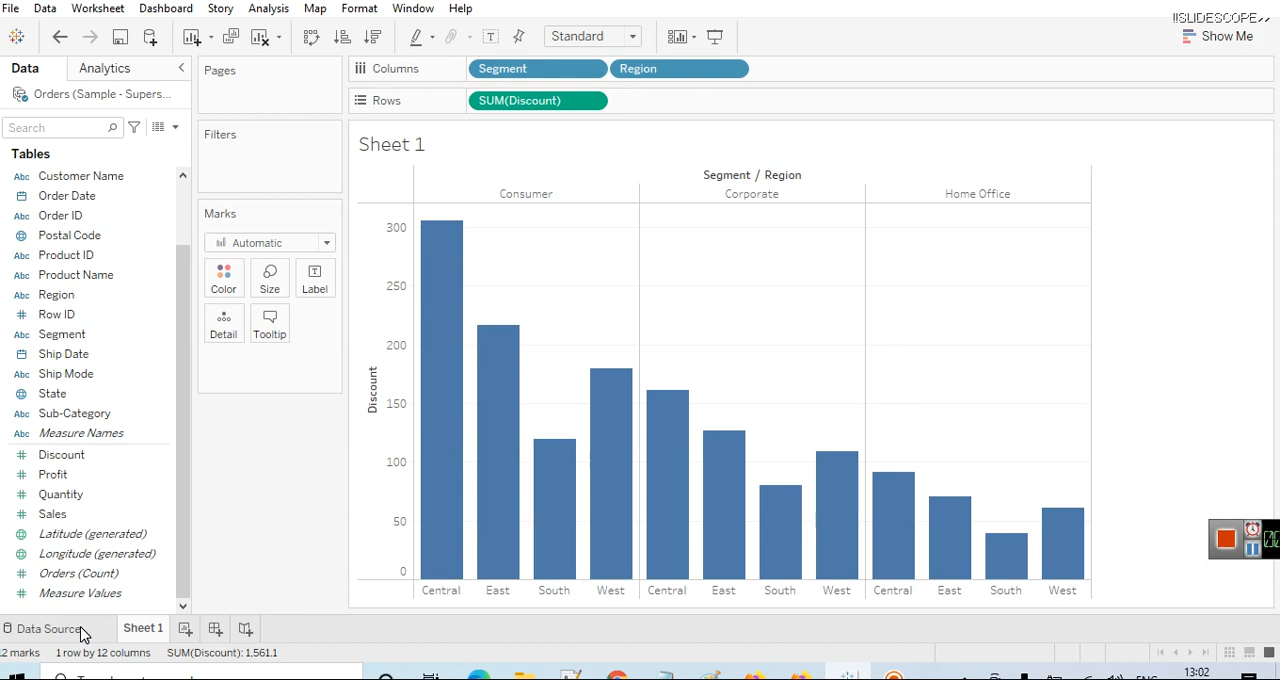 File Data Worksheet Dashboard Story Analysis Map Format Window Help
!!SLIDESCOPE
Standard
Show Me
Data Analytics
Pages
Columns Segment Region
Orders (Sample - Supers...
Rows SUM(Discount)
Search
Filters
Sheet 1
Tables
Segment / Region
Customer Name
Consumer Corporate Home Office
Order Date
Order ID
Postal Code
Product ID
Product Name
Region
Row ID
Segment
Ship Date
Ship Mode
State
Sub-Category
Measure Names
Discount
Profit
Quantity
Sales
Latitude (generated)
Longitude (generated)
Orders (Count)
Measure Values
Marks
Automatic
Color Size Label
Detail Tooltip
Discount
300
250
200
150
100
50
0
Central East South West Central East South West Central East South West
Data Source Sheet 1
2 marks 1 row by 12 columns SUM(Discount): 1,561.1
13:02